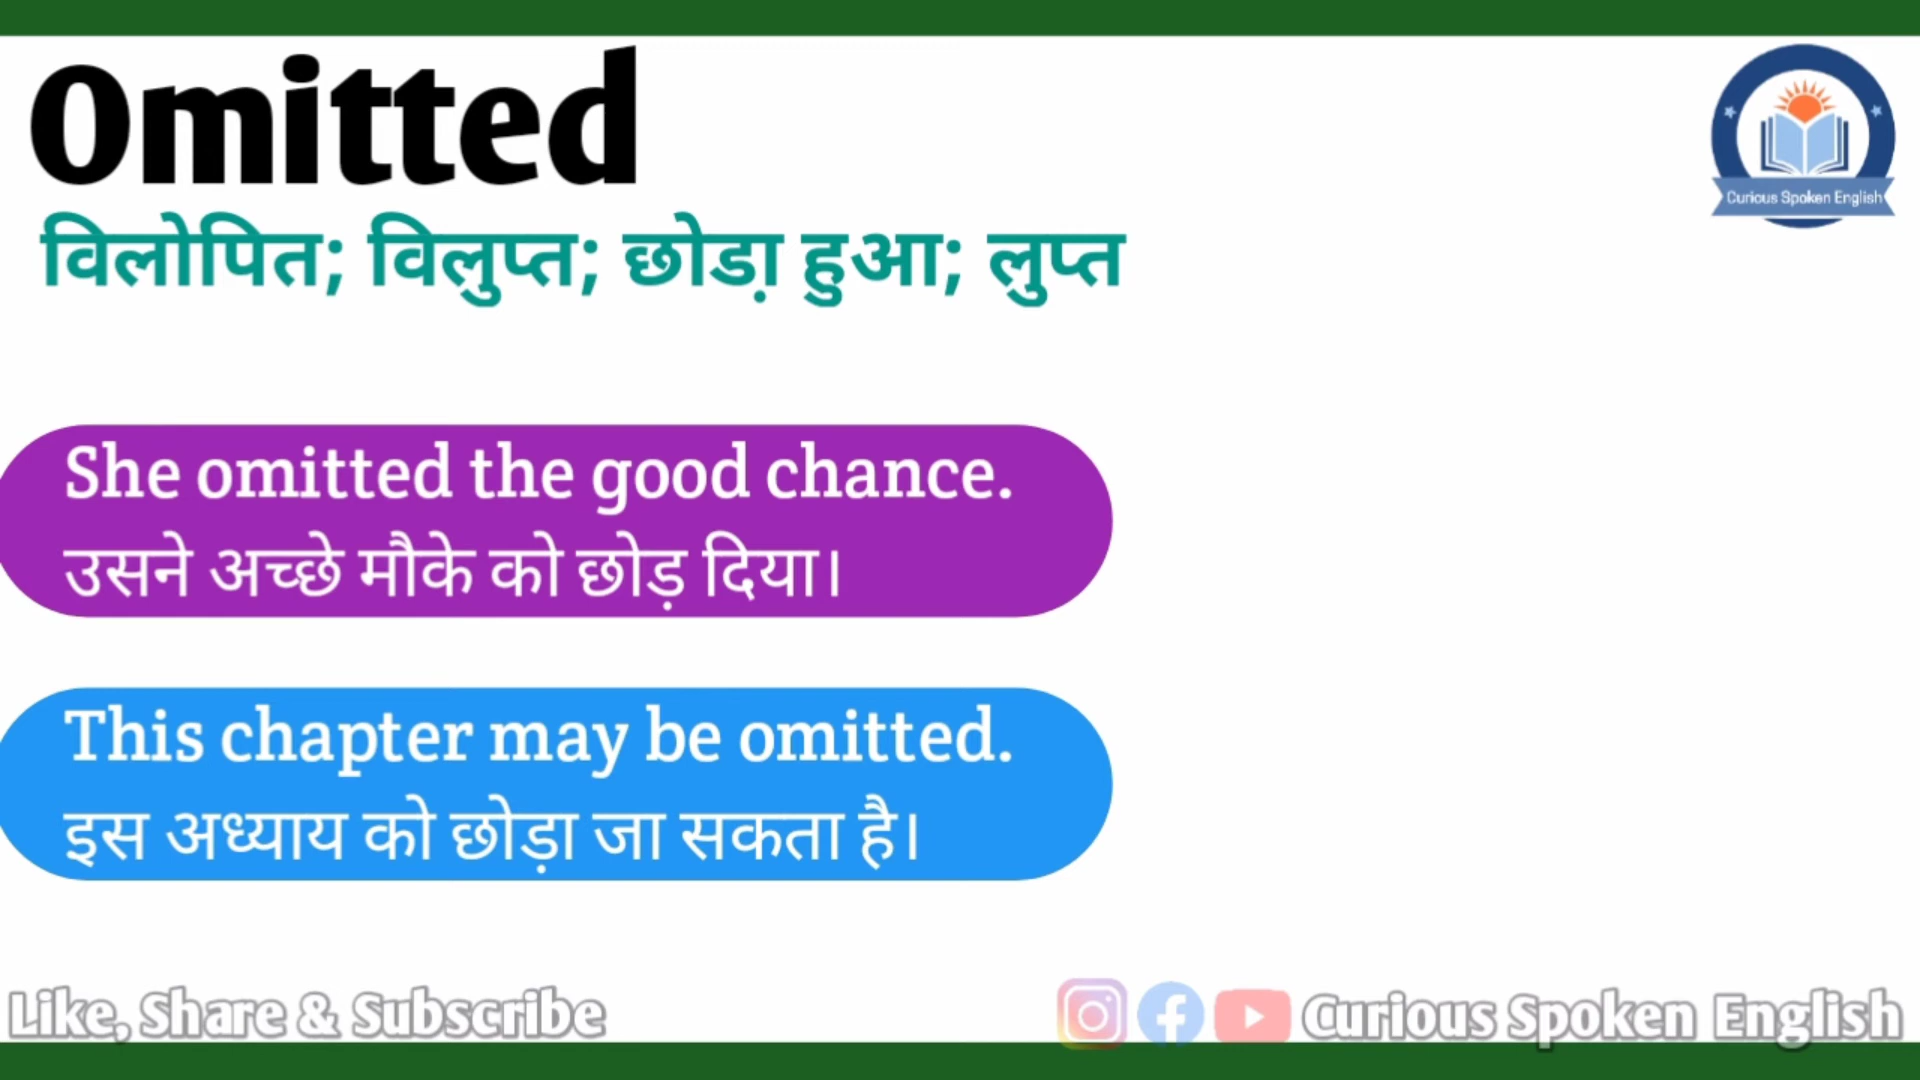 Omitted
Curious Spoken English
विलोपित; विलुप्त; छोडा़ हुआ; लुप्त
She omitted the good chance.
उसने अच्छे मौके को छोड़ दिया।
This chapter may be omitted.
इस अध्याय को छोड़ा जा सकता है।
Like, Share & Subscribe
Curious Spoken English